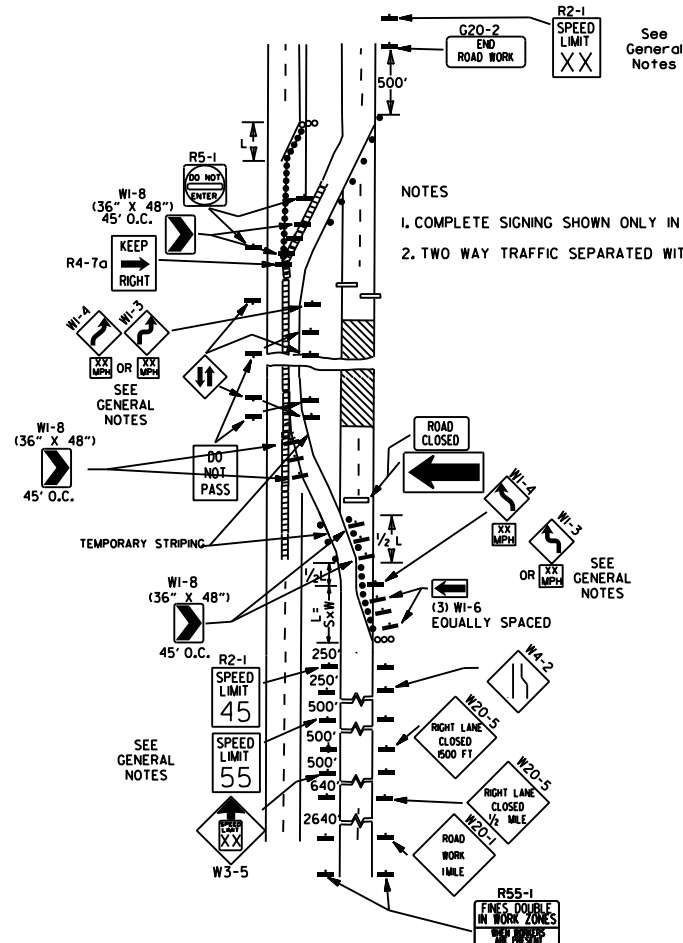 R2-1
SPEED
LIMIT
XX
See
General
Notes
G20-2
END
ROAD WORK
500'
L
R5-1
DO NOT
ENTER
W1-8
(36" X 48")
45' O.C.
KEEP
RIGHT
R4-7a
NOTES
1. COMPLETE SIGNING SHOWN ONLY IN
2. TWO WAY TRAFFIC SEPARATED WIT
W1-4
W1-3
XX
MPH
OR
XX
MPH
SEE
GENERAL
NOTES
W1-8
(36" X 48")
45' O.C.
DO
NOT
PASS
ROAD
CLOSED
W1-4
XX
MPH
W1-3
OR
XX
MPH
SEE
GENERAL
NOTES
TEMPORARY STRIPING
1/2 L
1/2 L
L=
SxW
W1-8
(36" X 48")
45' O.C.
(3) W1-6
EQUALLY SPACED
R2-1
SPEED
LIMIT
45
250'
250'
500'
500'
500'
640'
2640'
W4-2
SEE
GENERAL
NOTES
SPEED
LIMIT
55
W20-5
RIGHT LANE
CLOSED
1500 FT
W20-5
RIGHT LANE
CLOSED
1/2 MILE
SPEED
LIMIT
XX
W3-5
W20-1
ROAD
WORK
1 MILE
R55-1
FINES DOUBLE
IN WORK ZONES
WHEN WORKERS
ARE PRESENT